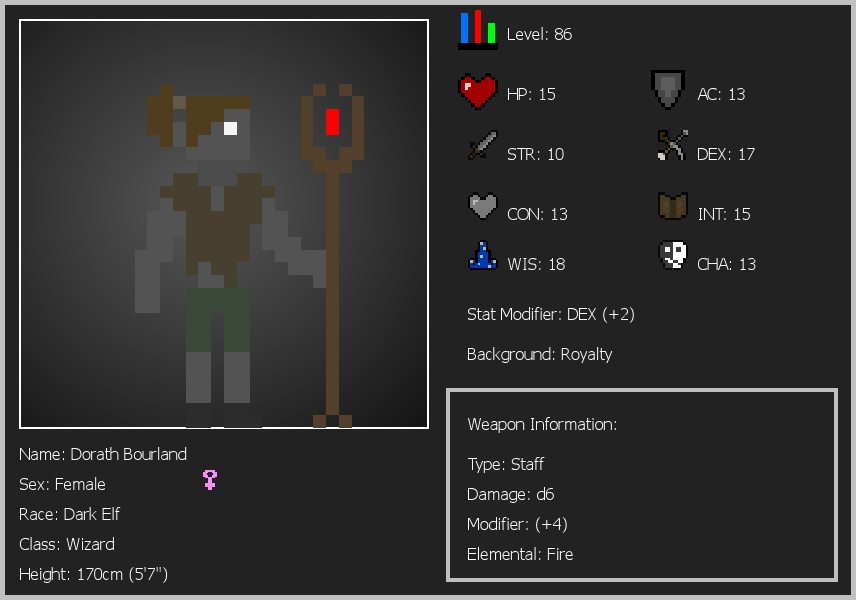 Level: 86
HP: 15
AC: 13
STR: 10
DEX: 17
CON: 13
INT: 15
WIS: 18
CHA: 13
Stat Modifier: DEX (+2)
Background: Royalty
Weapon Information:
Type: Staff
Damage: d6
Modifier: (+4)
Elemental: Fire
Name: Dorath Bourland
Sex: Female
Race: Dark Elf
Class: Wizard
Height: 170cm (5'7")